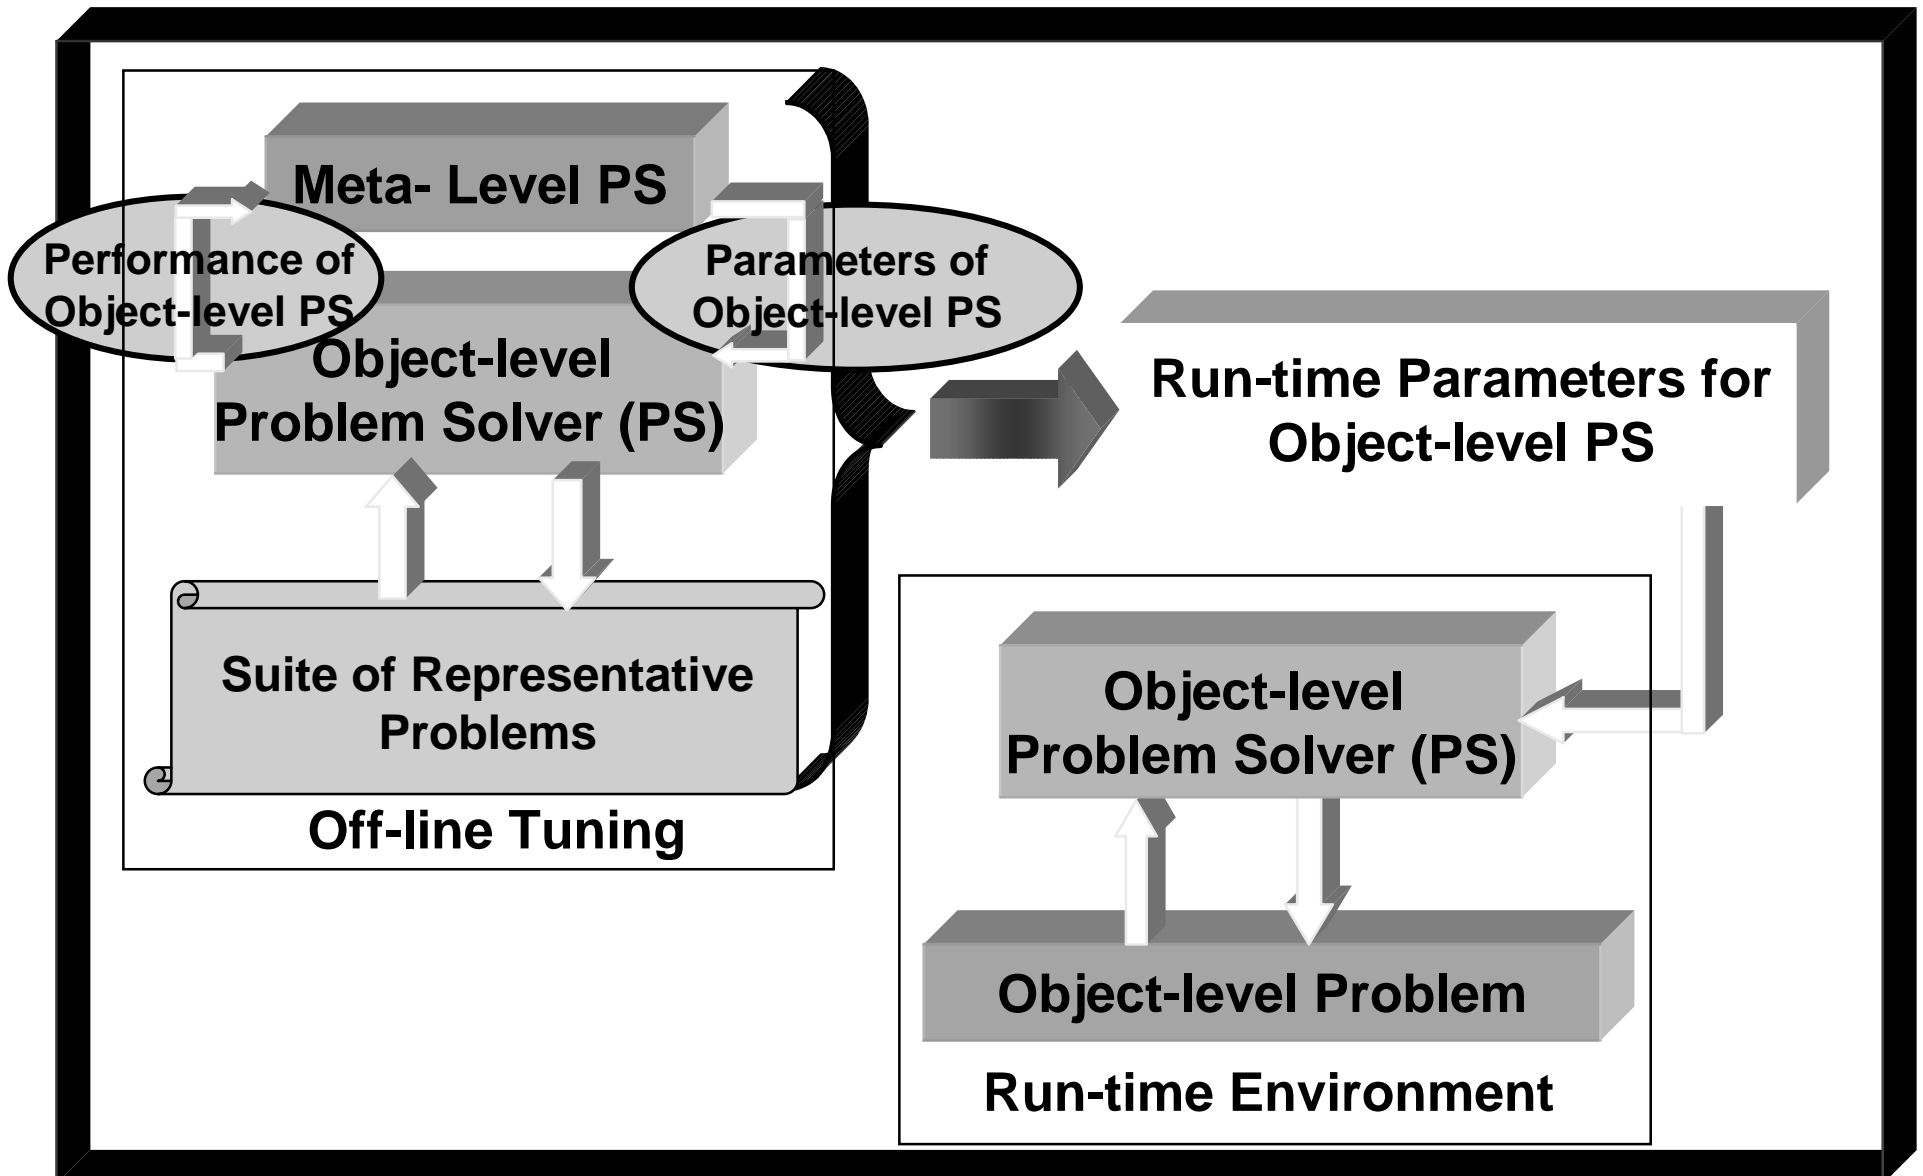 Meta- Level PS
Performance of
Object-level PS
Parameters of
Object-level PS
Object-level
Problem Solver (PS)
Suite of Representative
Problems
Off-line Tuning
Run-time Parameters for
Object-level PS
Object-level
Problem Solver (PS)
Object-level Problem
Run-time Environment